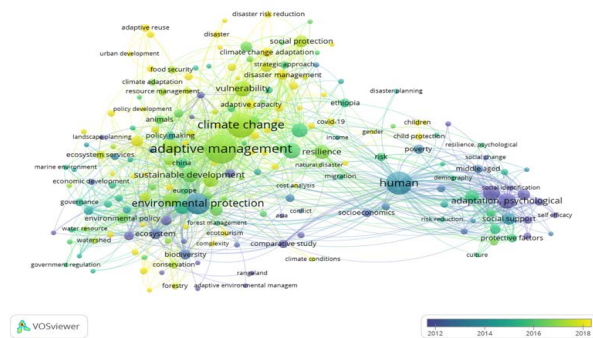 disaster risk reduction
adaptive reuse
disaster
social protection
urban development
climate change adaptation
strategic approach
food security
disaster management
climate adaptation
vulnerability
resource management
disaster planning
adaptive capacity
ethiopia
policy development
animals
climate change
covid-19
children
landscape planning
policy making
income
gender
child protection
adaptive management
resilience
poverty
resilience, psychological
ecosystem services
china
risk
social change
natural disaster
marine environment
sustainable development
migration
middle aged
economic development
europe
cost analysis
human
demography
social identification
governance
environmental protection
adaptation, psychological
asia
conflict
socioeconomics
environmental policy
forest management
risk reduction
social support
self efficacy
water resource
ecosystem
ecotourism
watershed
complexity
comparative study
protective factors
biodiversity
culture
government regulation
conservation
climate conditions
rangeland
forestry
adaptive environmental managem
VOSviewer
2012 2014 2016 2018